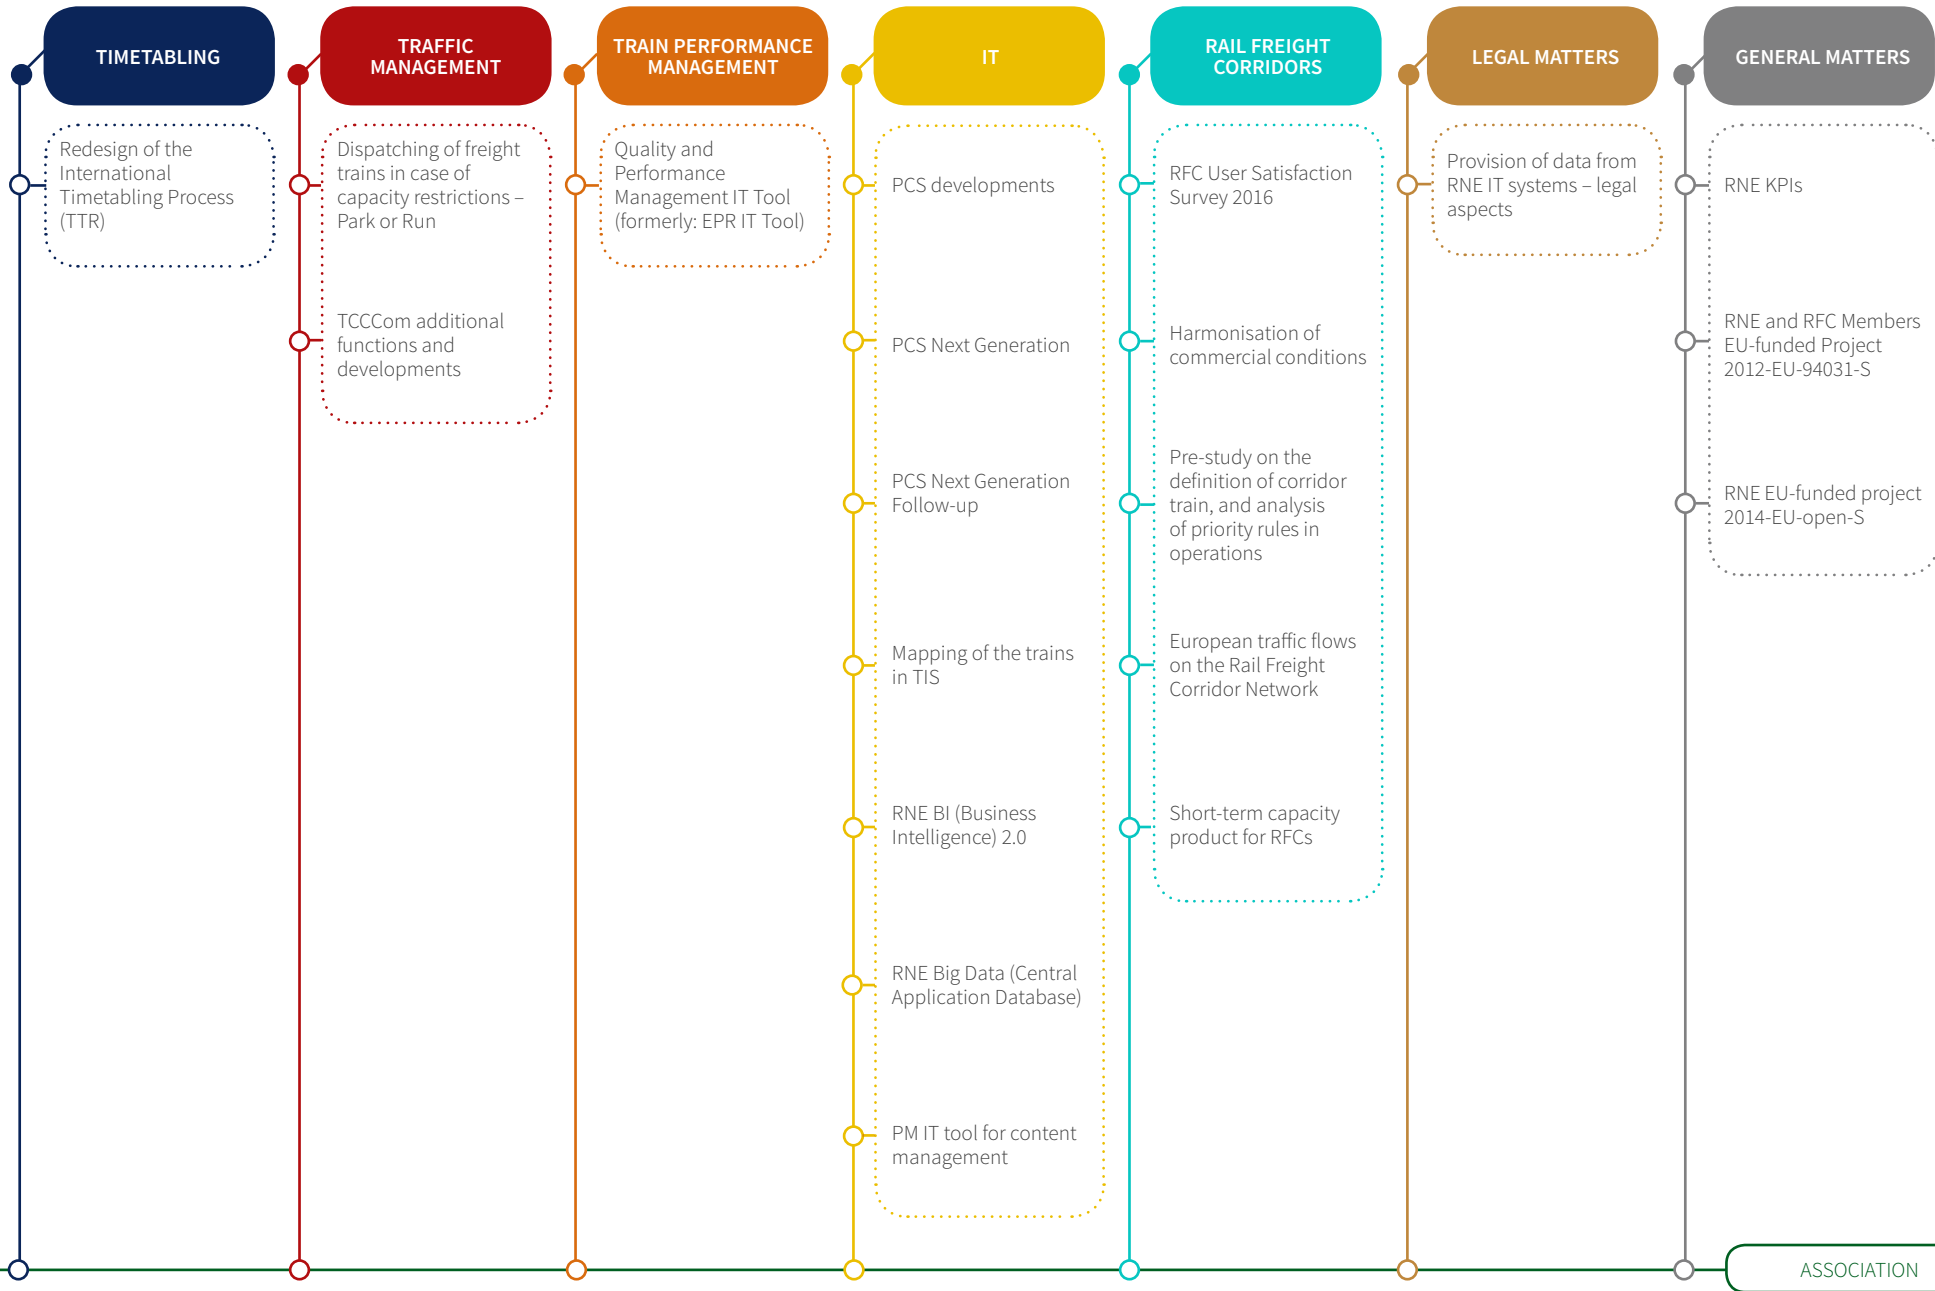 TIMETABLING
Redesign of the
International
Timetabling Process
(TTR)
TRAFFIC
MANAGEMENT
Dispatching of freight
trains in case of
capacity restrictions –
Park or Run
TCCCom additional
functions and
developments
TRAIN PERFORMANCE
MANAGEMENT
Quality and
Performance
Management IT Tool
(formerly: EPR IT Tool)
IT
PCS developments
PCS Next Generation
PCS Next Generation
Follow-up
Mapping of the trains
in TIS
RNE BI (Business
Intelligence) 2.0
RNE Big Data (Central
Application Database)
PM IT tool for content
management
RAIL FREIGHT
CORRIDORS
RFC User Satisfaction
Survey 2016
Harmonisation of
commercial conditions
Pre-study on the
definition of corridor
train, and analysis
of priority rules in
operations
European traffic flows
on the Rail Freight
Corridor Network
Short-term capacity
product for RFCs
LEGAL MATTERS
Provision of data from
RNE IT systems – legal
aspects
GENERAL MATTERS
RNE KPIs
RNE and RFC Members
EU-funded Project
2012-EU-94031-S
RNE EU-funded project
2014-EU-open-S
ASSOCIATION